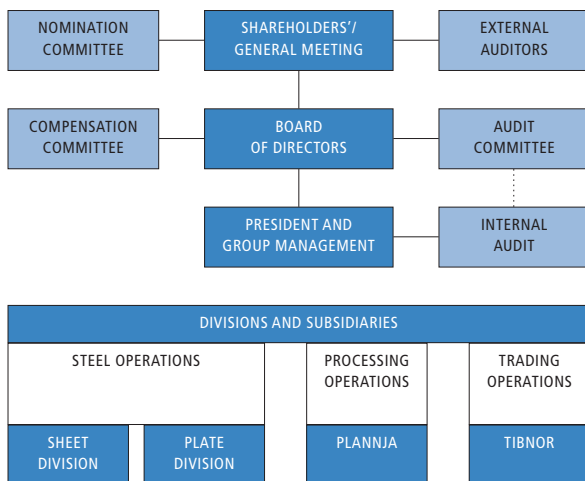 NOMINATION
COMMITTEE
SHAREHOLDERS'/
GENERAL MEETING
EXTERNAL
AUDITORS
COMPENSATION
COMMITTEE
BOARD
OF DIRECTORS
AUDIT
COMMITTEE
PRESIDENT AND
GROUP MANAGEMENT
INTERNAL
AUDIT
DIVISIONS AND SUBSIDIARIES
STEEL OPERATIONS
PROCESSING
OPERATIONS
TRADING
OPERATIONS
SHEET
DIVISION
PLATE
DIVISION
PLANNJA
TIBNOR